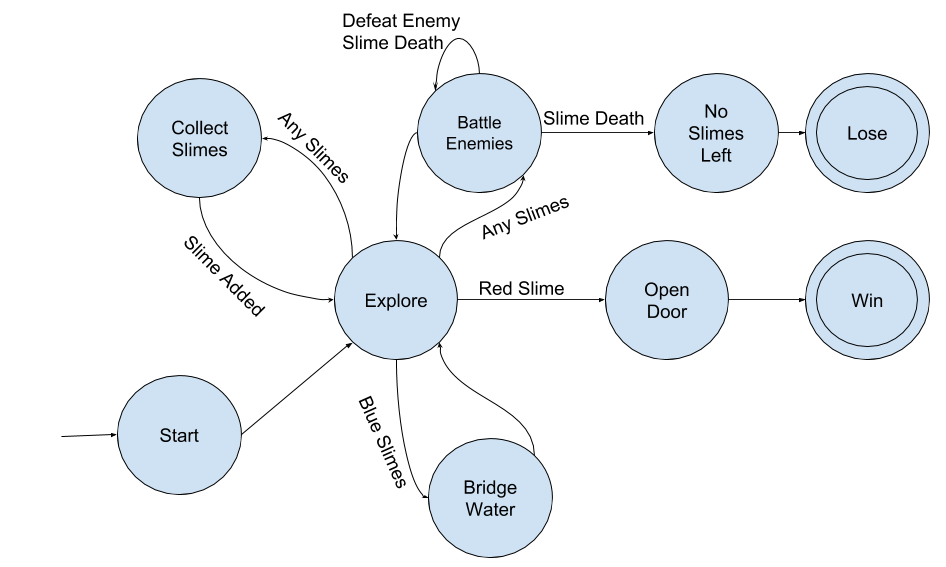 Defeat Enemy
Slime Death
Collect
Slimes
Any Slimes
Battle
Enemies
Slime Death
No
Slimes
Left
Lose
Any Slimes
Slime Added
Explore
Red Slime
Open
Door
Win
Start
Blue Slimes
Bridge
Water